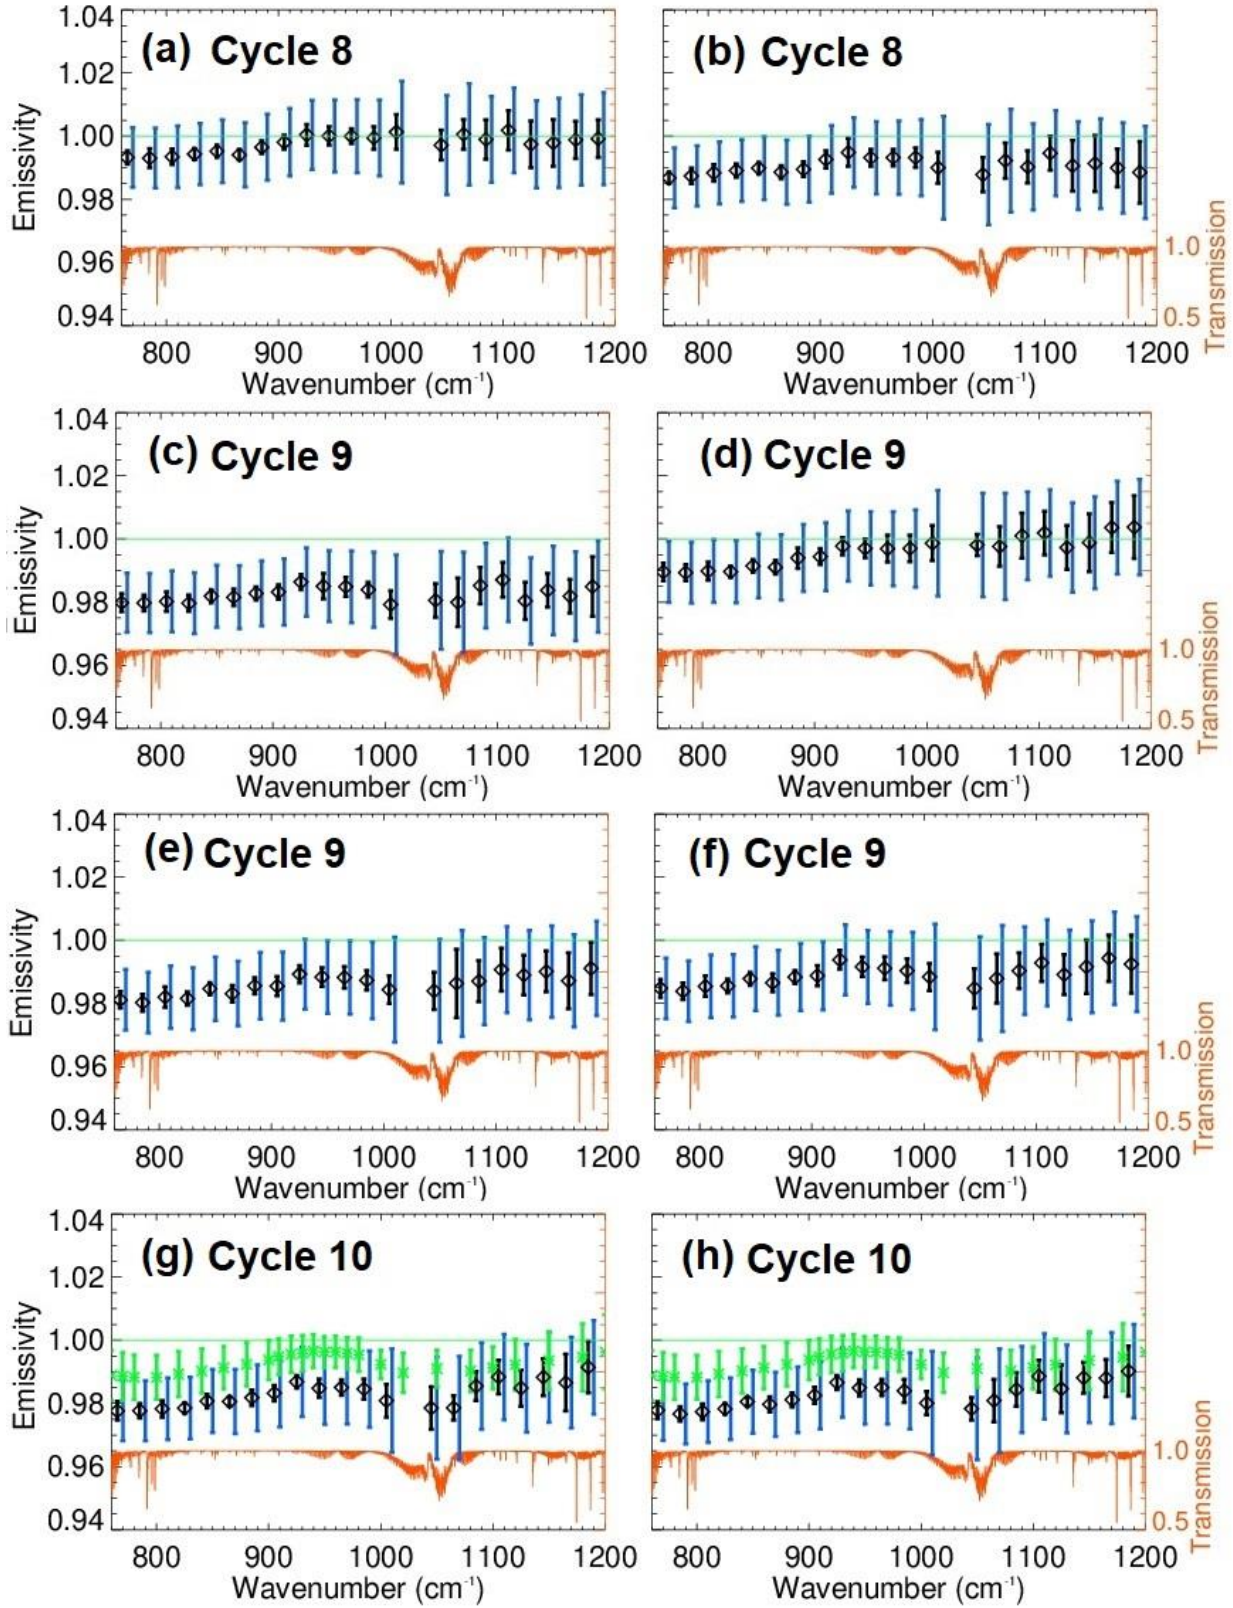 1.04
(a) Cycle 8
(b) Cycle 8
1.02
1.00
0.98
0.96
0.94
Emissivity
1.0
0.5
Transmission
800 900 1000 1100 1200
800 900 1000 1100 1200
Wavenumber (cm⁻¹)
Wavenumber (cm⁻¹)
1.04
(c) Cycle 9
(d) Cycle 9
1.02
1.00
0.98
0.96
0.94
Emissivity
1.0
0.5
Transmission
800 900 1000 1100 1200
800 900 1000 1100 1200
Wavenumber (cm⁻¹)
Wavenumber (cm⁻¹)
1.04
(e) Cycle 9
(f) Cycle 9
1.02
1.00
0.98
0.96
0.94
Emissivity
1.0
0.5
Transmission
800 900 1000 1100 1200
800 900 1000 1100 1200
Wavenumber (cm⁻¹)
Wavenumber (cm⁻¹)
1.04
(g) Cycle 10
(h) Cycle 10
1.02
1.00
0.98
0.96
0.94
Emissivity
1.0
0.5
Transmission
800 900 1000 1100 1200
800 900 1000 1100 1200
Wavenumber (cm⁻¹)
Wavenumber (cm⁻¹)